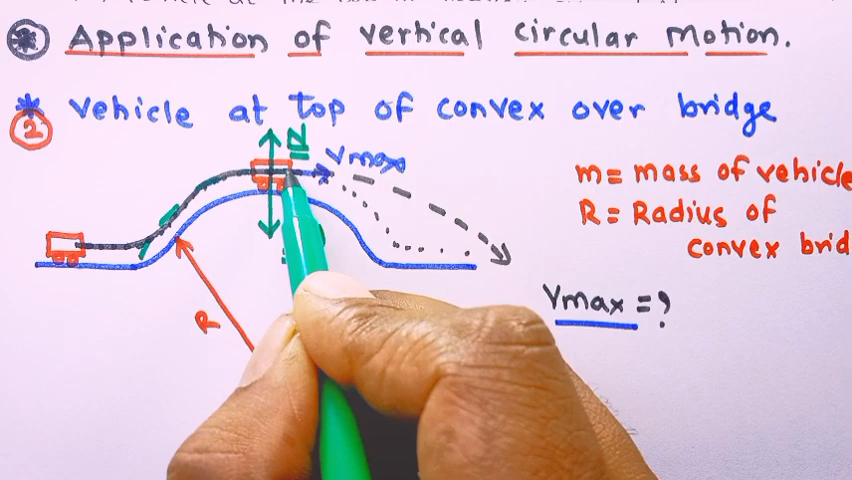 Application of vertical circular motion.
* vehicle at top of convex over bridge
2
N
Vmax
m= mass of vehicle
R= Radius of
convex brid
R
Vmax = ?